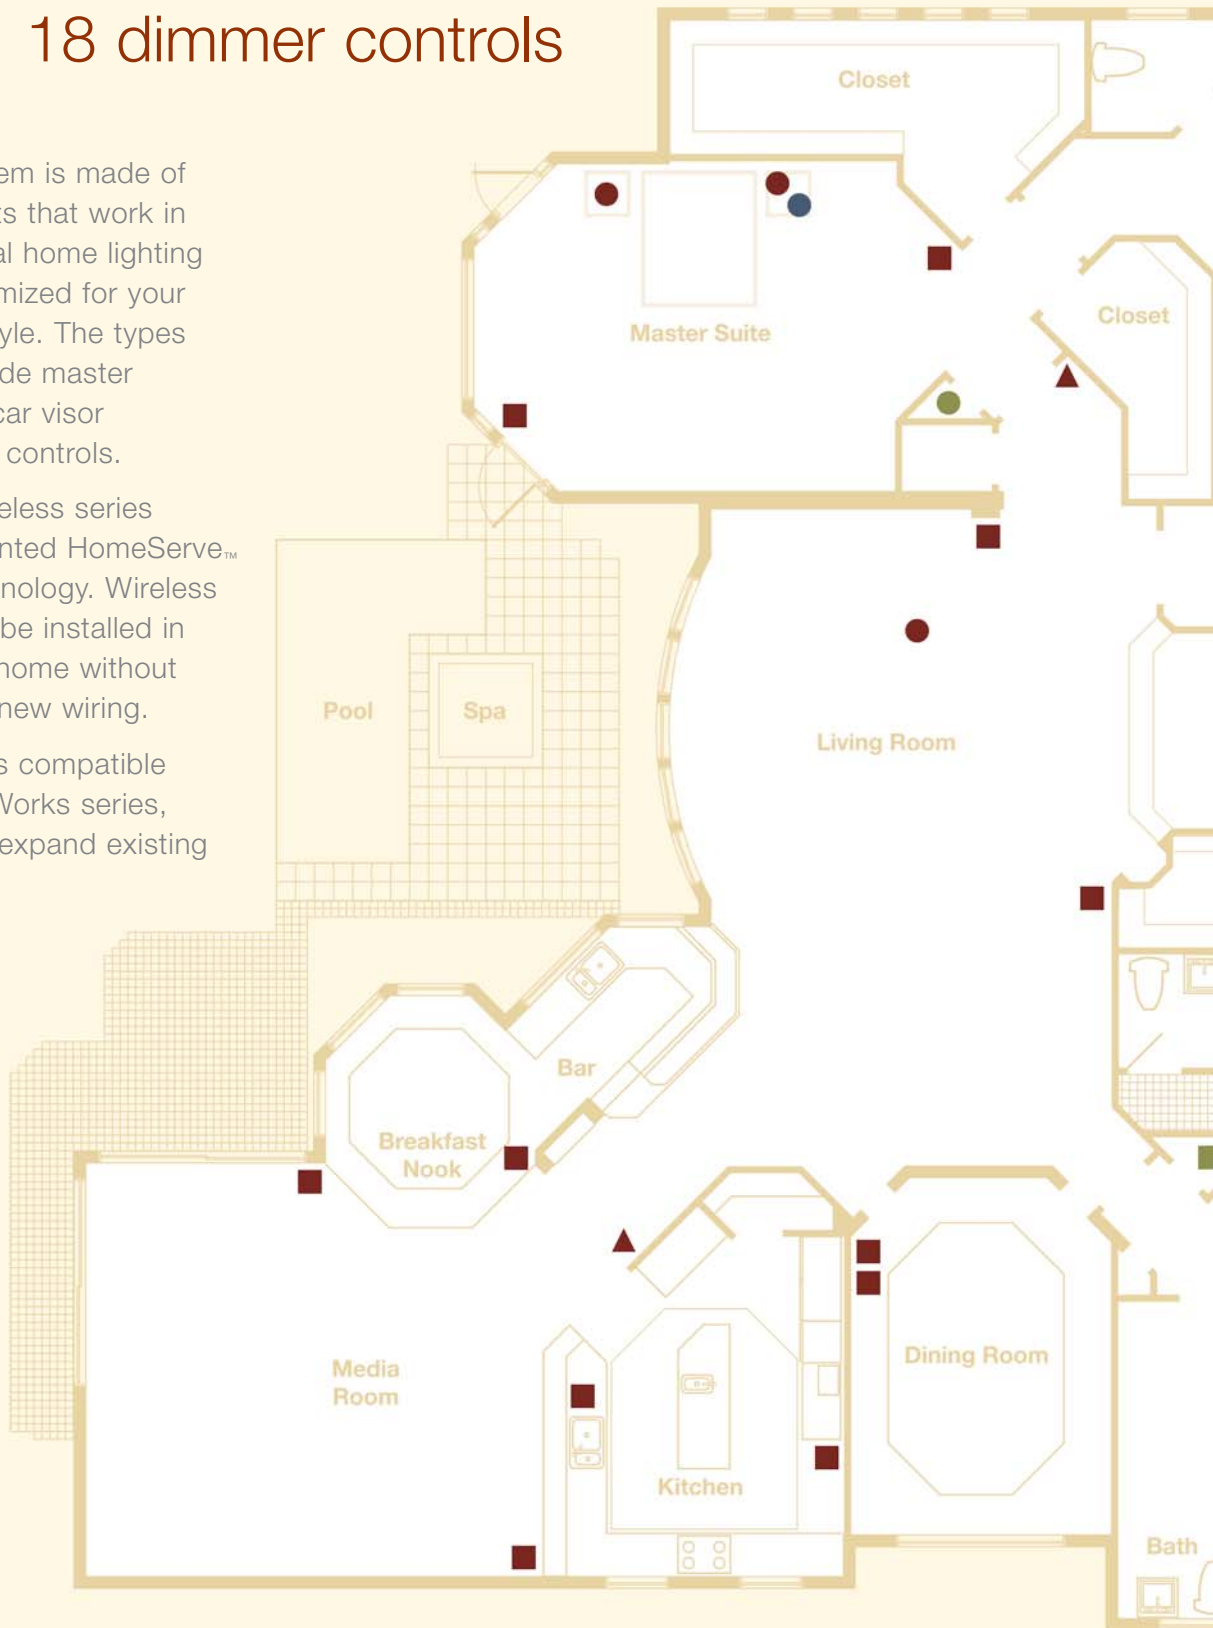 18 dimmer controls
em is made of
ts that work in
al home lighting
mized for your
yle. The types
de master
car visor
controls.
eless series
nted HomeServe™
nology. Wireless
be installed in
home without
new wiring.
s compatible
Works series,
expand existing
Closet
Master Suite
Closet
Pool
Spa
Living Room
Bar
Breakfast
Nook
Media
Room
Dining Room
Kitchen
Bath